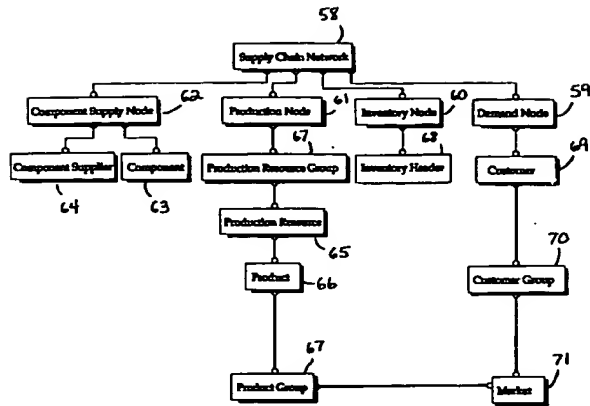 58
Supply Chain Network
62
61
60
59
Component Supply Node
Production Node
Inventory Node
Demand Node
67
68
69
Component Supplier
Component
Production Resource Group
Inventory Header
Customer
64
63
Production Resource
65
70
Product
66
Customer Group
67
71
Product Group
Market